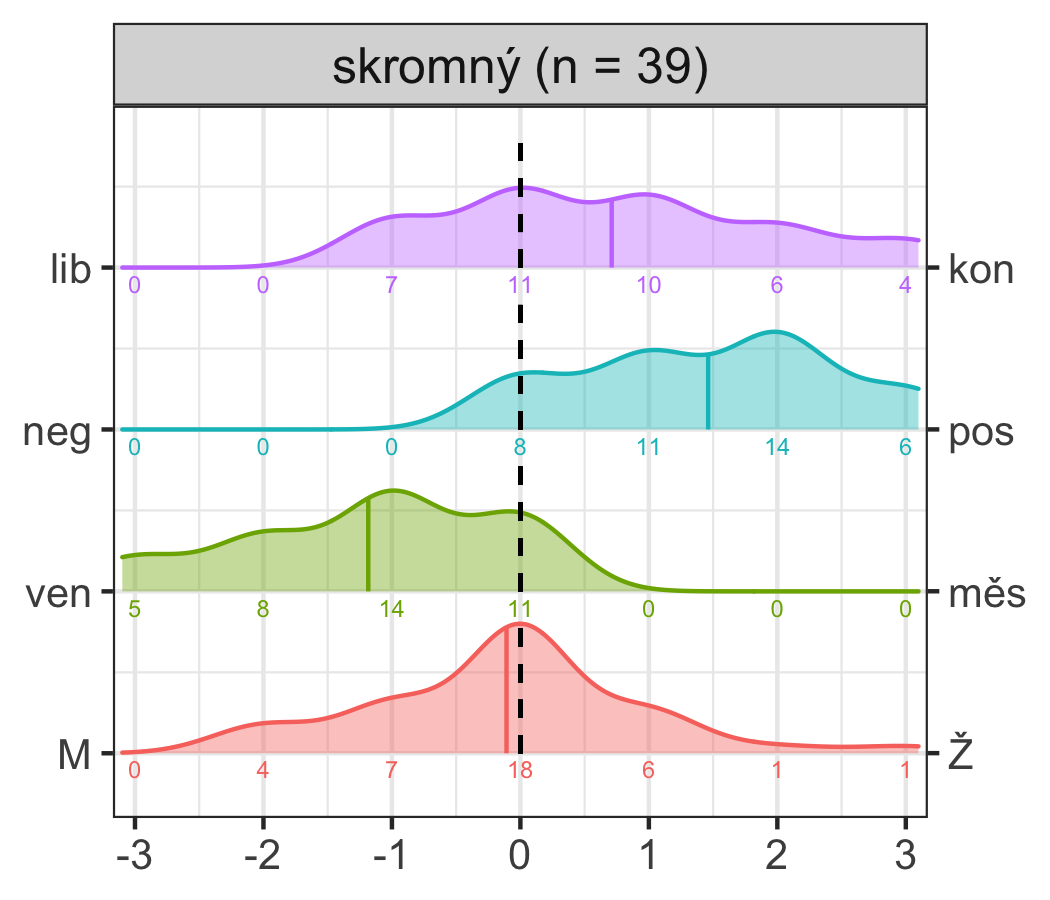 skromný (n = 39)
lib kon
0 0 7 11 10 6 4
neg pos
0 0 0 8 11 14 6
ven měs
5 8 14 11 0 0 0
M Ž
0 4 7 18 6 1 1
-3 -2 -1 0 1 2 3